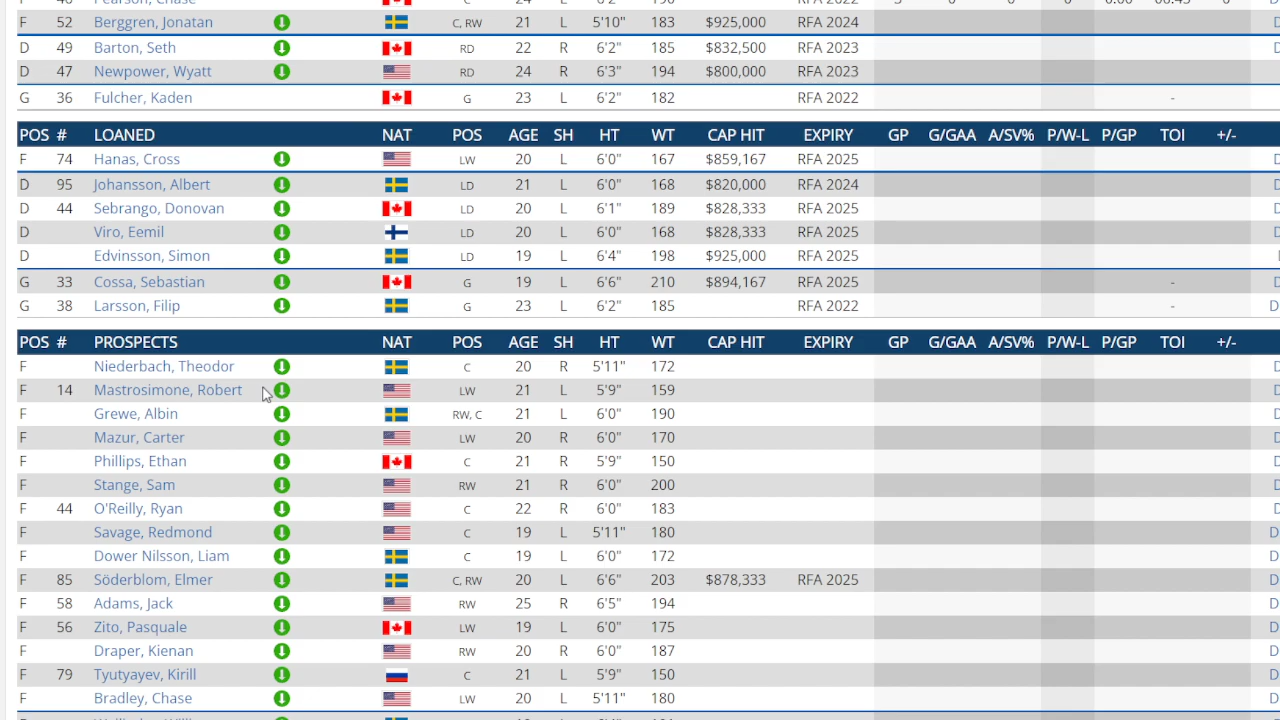 F 52 Berggren, Jonatan C, RW 21 L 5'10" 183 $925,000 RFA 2024
D 49 Barton, Seth RD 22 R 6'2" 185 $832,500 RFA 2023
D 47 Newpower, Wyatt RD 24 R 6'3" 194 $800,000 RFA 2023
G 36 Fulcher, Kaden G 23 L 6'2" 182 RFA 2022 -
POS # LOANED NAT POS AGE SH HT WT CAP HIT EXPIRY GP G/GAA A/SV% P/W-L P/GP TOI +/-
F 74 Hanas, Cross LW 20 L 6'0" 167 $859,167 RFA 2025
D 95 Johansson, Albert LD 21 L 6'0" 168 $820,000 RFA 2024
D 44 Sebrango, Donovan LD 20 L 6'1" 189 $828,333 RFA 2025
D Viro, Eemil LD 20 L 6'0" 168 $828,333 RFA 2025
D Edvinsson, Simon LD 19 L 6'4" 198 $925,000 RFA 2025
G 33 Cossa, Sebastian G 19 L 6'6" 210 $894,167 RFA 2025 -
G 38 Larsson, Filip G 23 L 6'2" 185 RFA 2022 -
POS # PROSPECTS NAT POS AGE SH HT WT CAP HIT EXPIRY GP G/GAA A/SV% P/W-L P/GP TOI +/-
F Niederbach, Theodor C 20 R 5'11" 172
F 14 Mastrosimone, Robert LW 21 L 5'9" 159
F Grewe, Albin RW, C 21 L 6'0" 190
F Mazur, Carter LW 20 L 6'0" 170
F Phillips, Ethan C 21 R 5'9" 150
F Stange, Sam RW 21 R 6'0" 200
F 44 O'Reilly, Ryan C 22 R 6'0" 201
F Savage, Redmond C 19 L 5'11" 180
F Dower Nilsson, Liam C 19 L 6'0" 172
F 85 Söderblom, Elmer C, RW 20 L 6'6" 203 $878,333 RFA 2025
F 58 Adams, Jack RW 25 R 6'5" 194
F 56 Zito, Pasquale LW 19 L 6'0" 175
F Draper, Kienan RW 20 R 6'0" 187
F 79 Tyutyayev, Kirill C 21 5'9" 150
F Bradley, Chase LW 20 L 5'11" 180